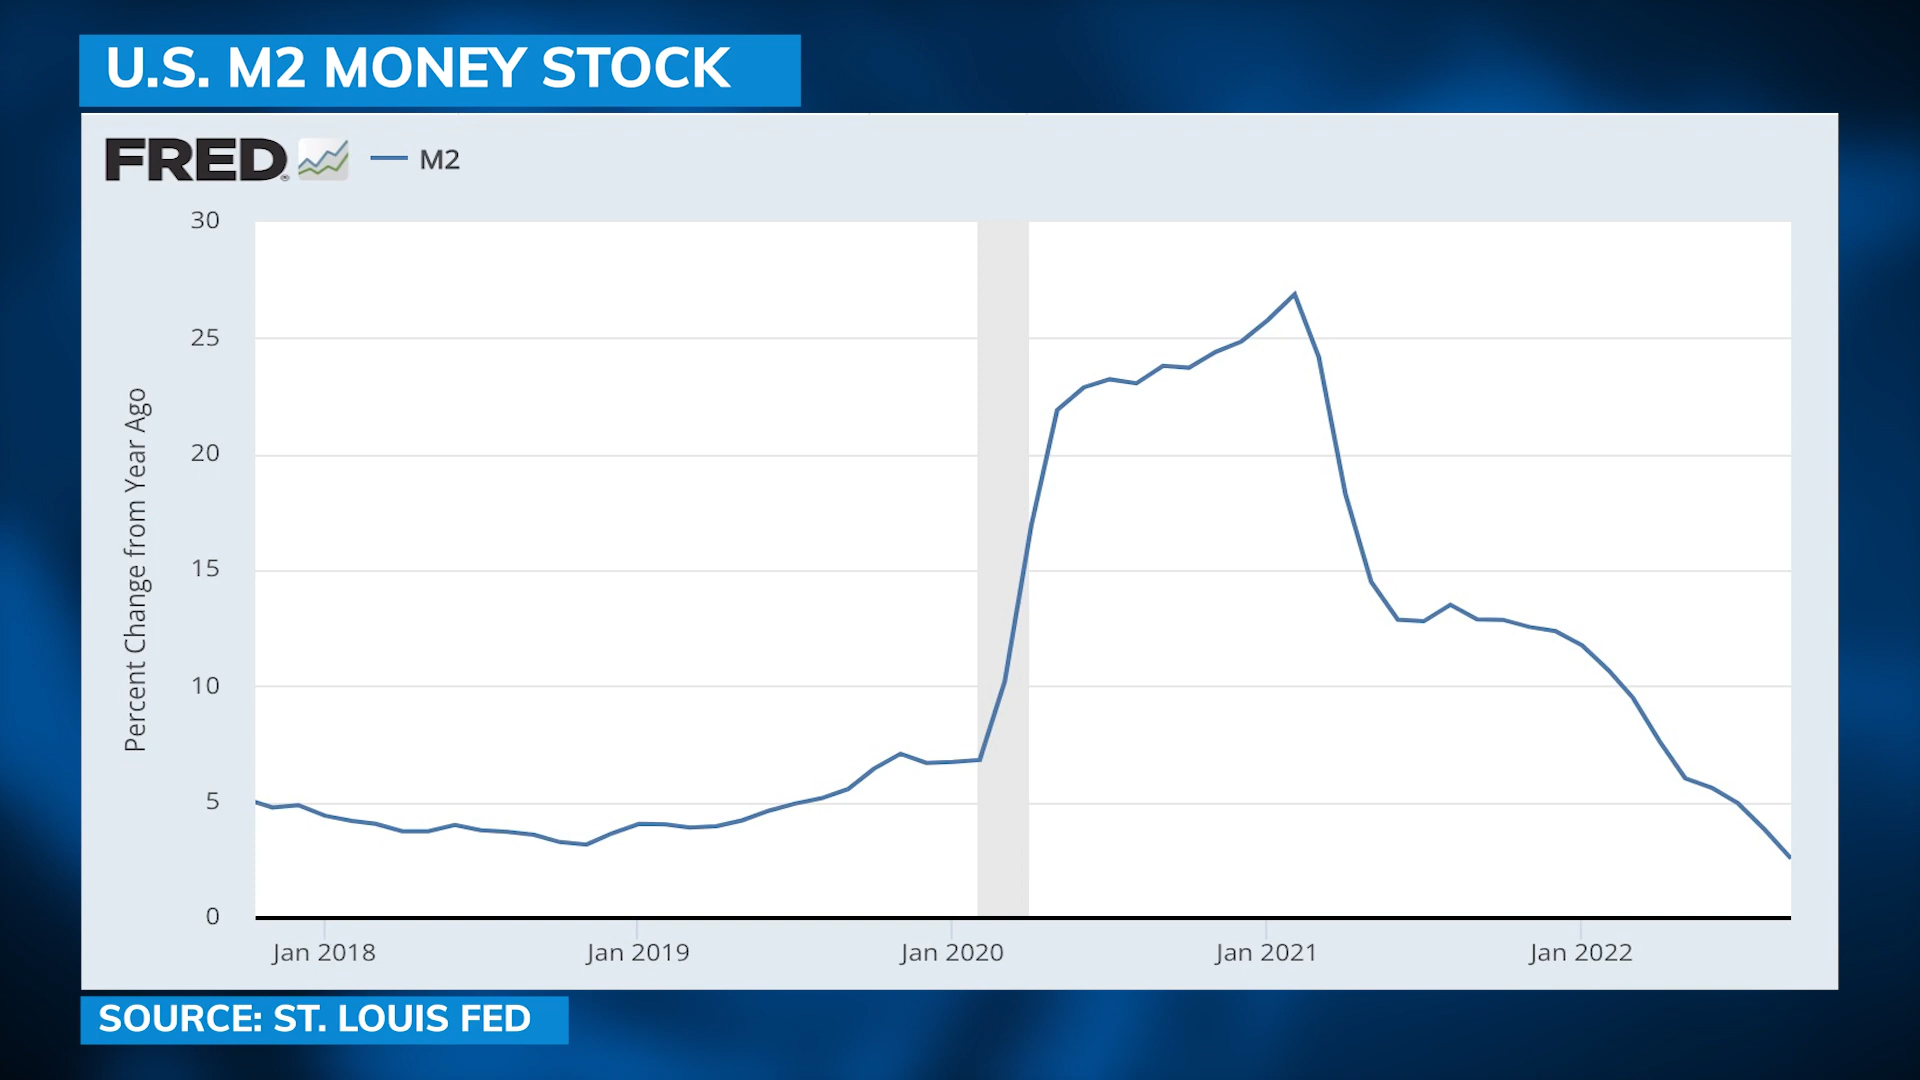 U.S. M2 MONEY STOCK
FRED® M2
30
25
20
15
10
5
0
Percent Change from Year Ago
Jan 2018 Jan 2019 Jan 2020 Jan 2021 Jan 2022
SOURCE: ST. LOUIS FED